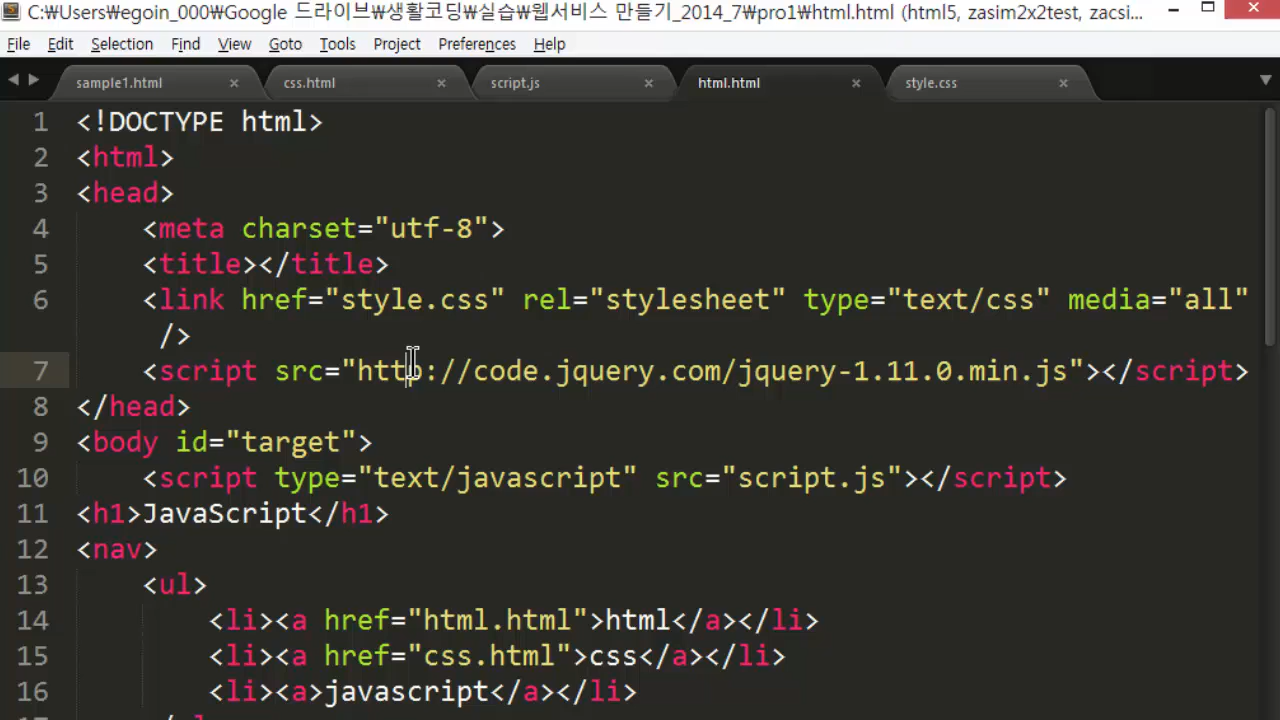 C:₩Users₩egoin_000₩Google 드라이브₩생활코딩₩실습₩웹서비스 만들기_2014_7₩pro1₩html.html (html5, zasim2x2test, zacsi...
File Edit Selection Find View Goto Tools Project Preferences Help
sample1.html × css.html × script.js × html.html × style.css ×
1 <!DOCTYPE html>
2 <html>
3 <head>
4 <meta charset="utf-8">
5 <title></title>
6 <link href="style.css" rel="stylesheet" type="text/css" media="all"
/>
7 <script src="http://code.jquery.com/jquery-1.11.0.min.js"></script>
8 </head>
9 <body id="target">
10 <script type="text/javascript" src="script.js"></script>
11 <h1>JavaScript</h1>
12 <nav>
13 <ul>
14 <li><a href="html.html">html</a></li>
15 <li><a href="css.html">css</a></li>
16 <li><a>javascript</a></li>